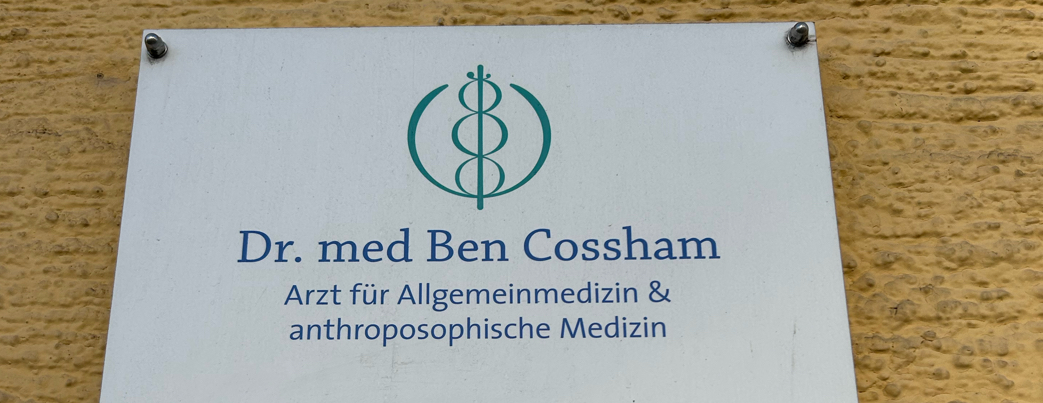 Dr. med Ben Cossham
Arzt für Allgemeinmedizin &
anthroposophische Medizin